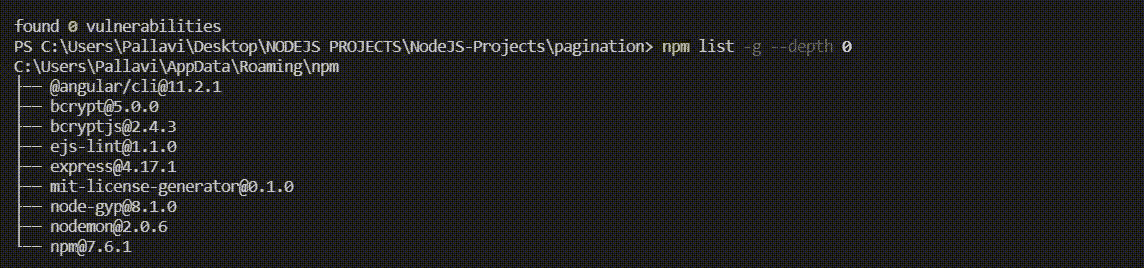 found 0 vulnerabilities
PS C:\Users\Pallavi\Desktop\NODEJS PROJECTS\NodeJS-Projects\pagination> npm list -g --depth 0
C:\Users\Pallavi\AppData\Roaming\npm
├── @angular/cli@11.2.1
├── bcrypt@5.0.0
├── bcryptjs@2.4.3
├── ejs-lint@1.1.0
├── express@4.17.1
├── mit-license-generator@0.1.0
├── node-gyp@8.1.0
├── nodemon@2.0.6
└── npm@7.6.1